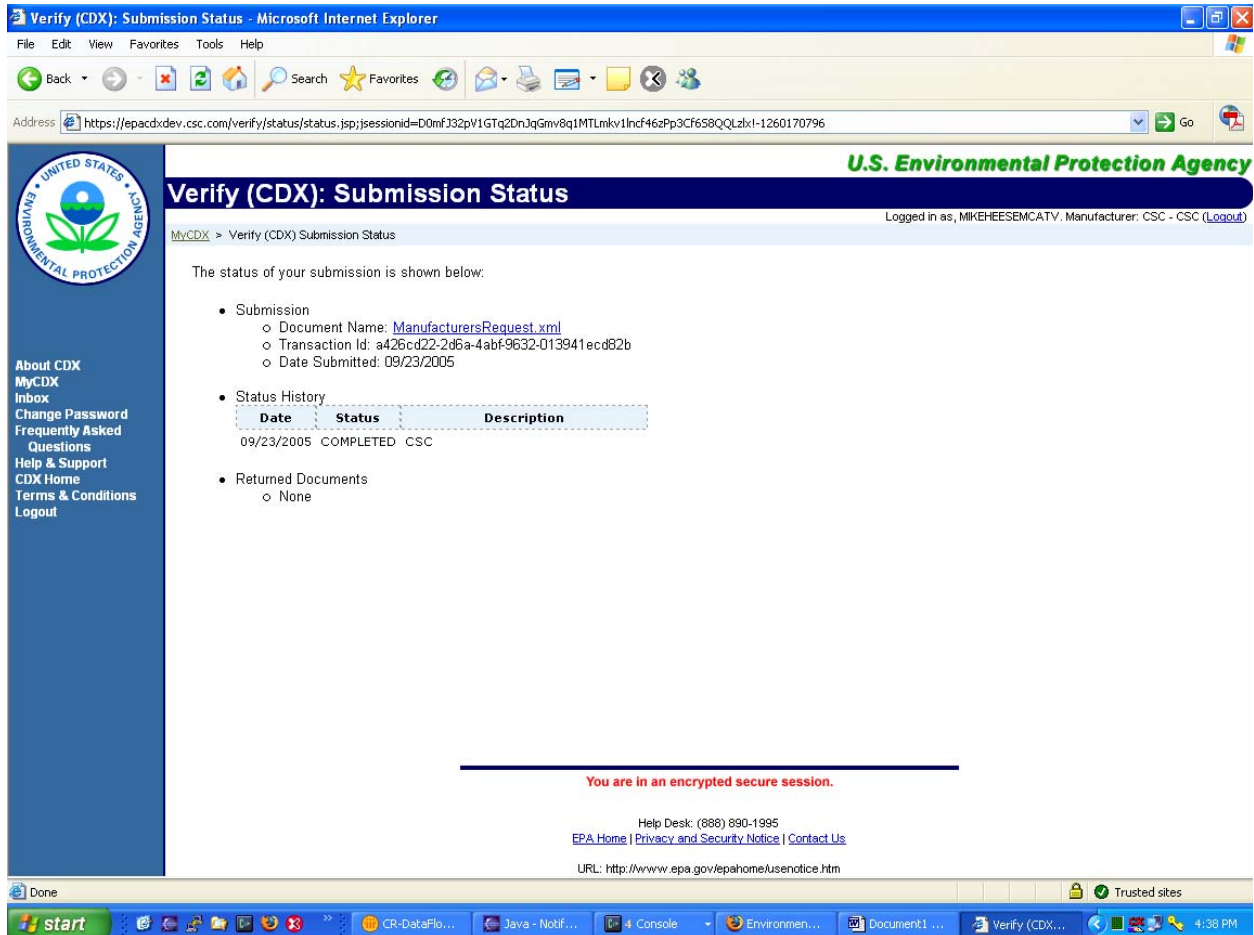 Verify (CDX): Submission Status - Microsoft Internet Explorer
File Edit View Favorites Tools Help
Back Search Favorites
Address https://epacdxdev.csc.com/verify/status/status.jsp;jsessionid=D0mfJ32pV1GTq2DnJqGmv8q1MTLmkv1lncf46zPp3Cf6S8QQLzlx!-1260170796 Go
UNITED STATES ENVIRONMENTAL PROTECTION AGENCY
U.S. Environmental Protection Agency
Verify (CDX): Submission Status
Logged in as, MIKEHEESEMCATV. Manufacturer: CSC - CSC (Logout)
MyCDX > Verify (CDX) Submission Status
About CDX
MyCDX
Inbox
Change Password
Frequently Asked
Questions
Help & Support
CDX Home
Terms & Conditions
Logout
The status of your submission is shown below:
Submission
Document Name: ManufacturersRequest.xml
Transaction Id: a426cd22-2d6a-4abf-9632-013941ecd82b
Date Submitted: 09/23/2005
Status History
Date Status Description
09/23/2005 COMPLETED CSC
Returned Documents
None
You are in an encrypted secure session.
Help Desk: (888) 890-1995
EPA Home | Privacy and Security Notice | Contact Us
URL: http://www.epa.gov/epahome/usenotice.htm
Done Trusted sites
start CR-DataFlo... Java - Notif... 4 Console Environmen... Document1 ... Verify (CDX... 4:38 PM